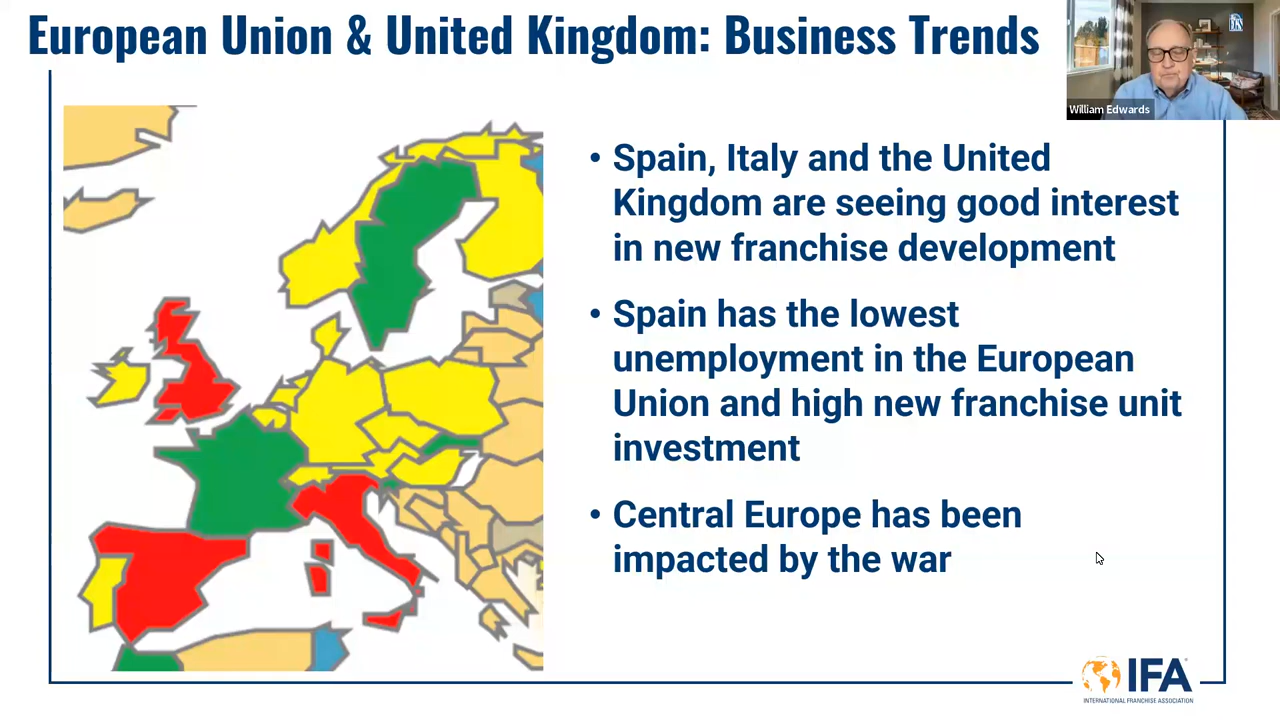 European Union & United Kingdom: Business Trends
William Edwards
• Spain, Italy and the United
Kingdom are seeing good interest
in new franchise development
• Spain has the lowest
unemployment in the European
Union and high new franchise unit
investment
• Central Europe has been
impacted by the war
IFA
INTERNATIONAL FRANCHISE ASSOCIATION